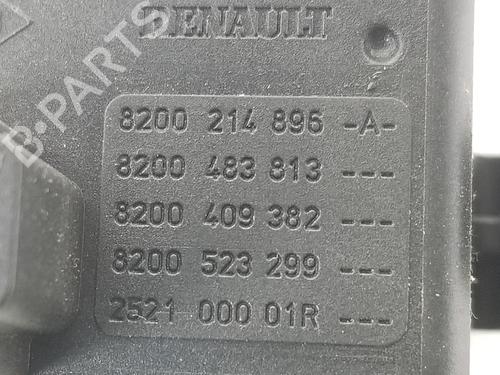 RENAULT
B-PARTS
8200 214 896 -A-
8200 483 813 ---
8200 409 382 ---
8200 523 299 ---
2521 000 01R ---